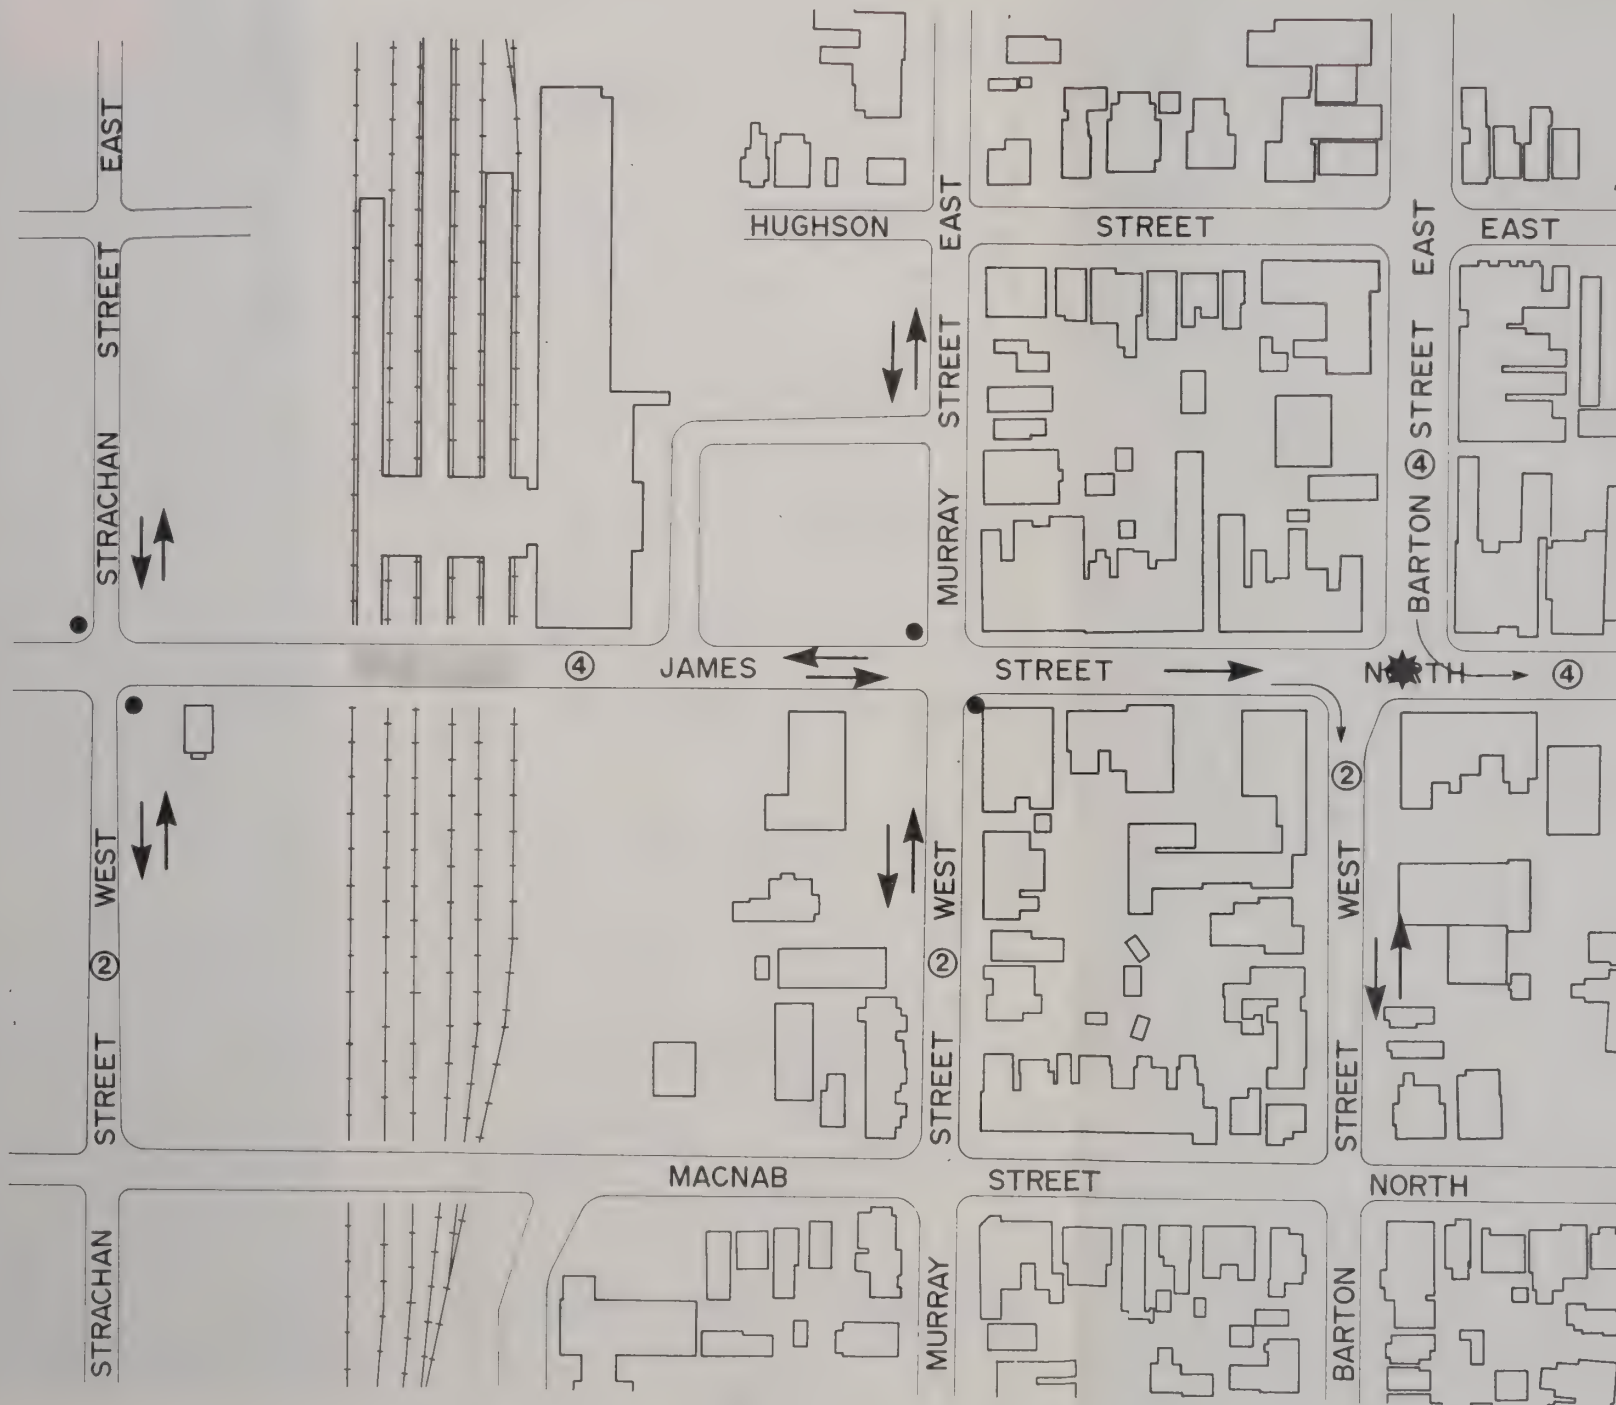 STRACHAN STREET EAST
HUGHSON STREET EAST
MURRAY STREET EAST
BARTON ④ STREET EAST
④ JAMES STREET NORTH ④
STRACHAN STREET ② WEST
MURRAY STREET ② WEST
BARTON STREET WEST ②
MACNAB STREET NORTH